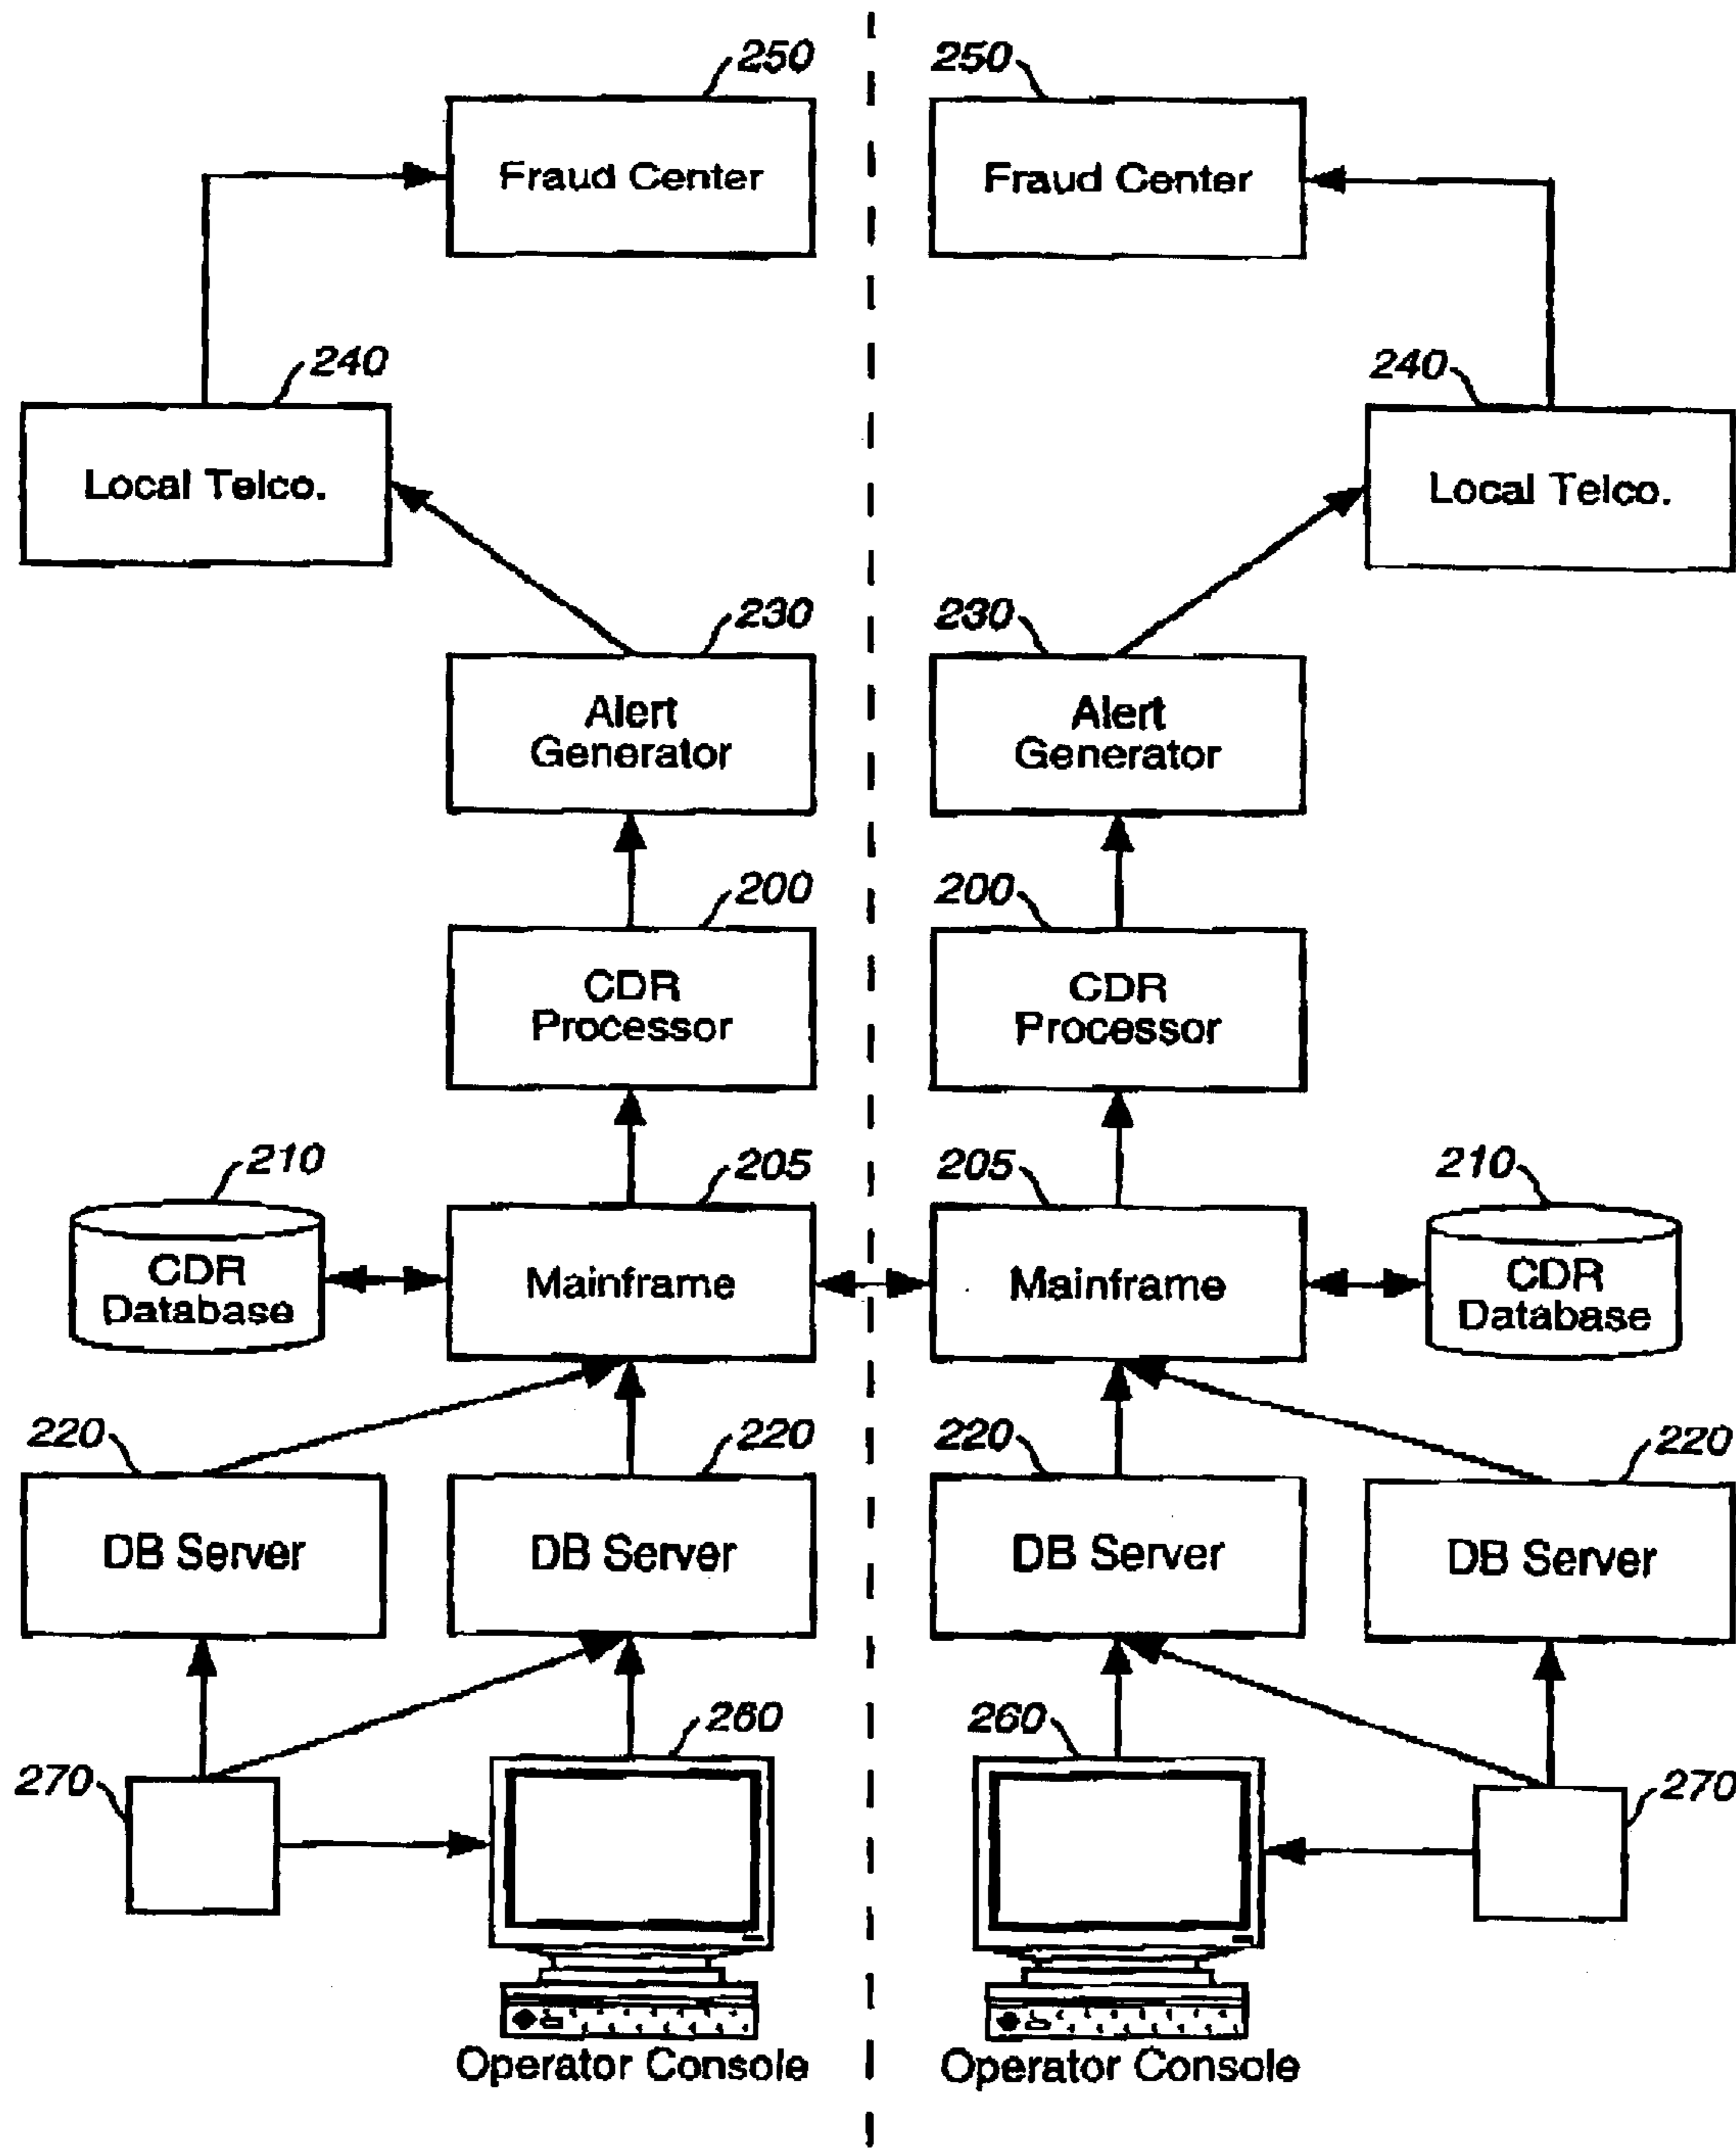 250 250
Fraud Center Fraud Center
240 240
Local Telco. Local Telco.
230 230
Alert Alert
Generator Generator
200 200
CDR CDR
Processor Processor
210 205 205 210
CDR Mainframe Mainframe CDR
Database Database
220 220 220 220
DB Server DB Server DB Server DB Server
260 260
270 270
Operator Console Operator Console